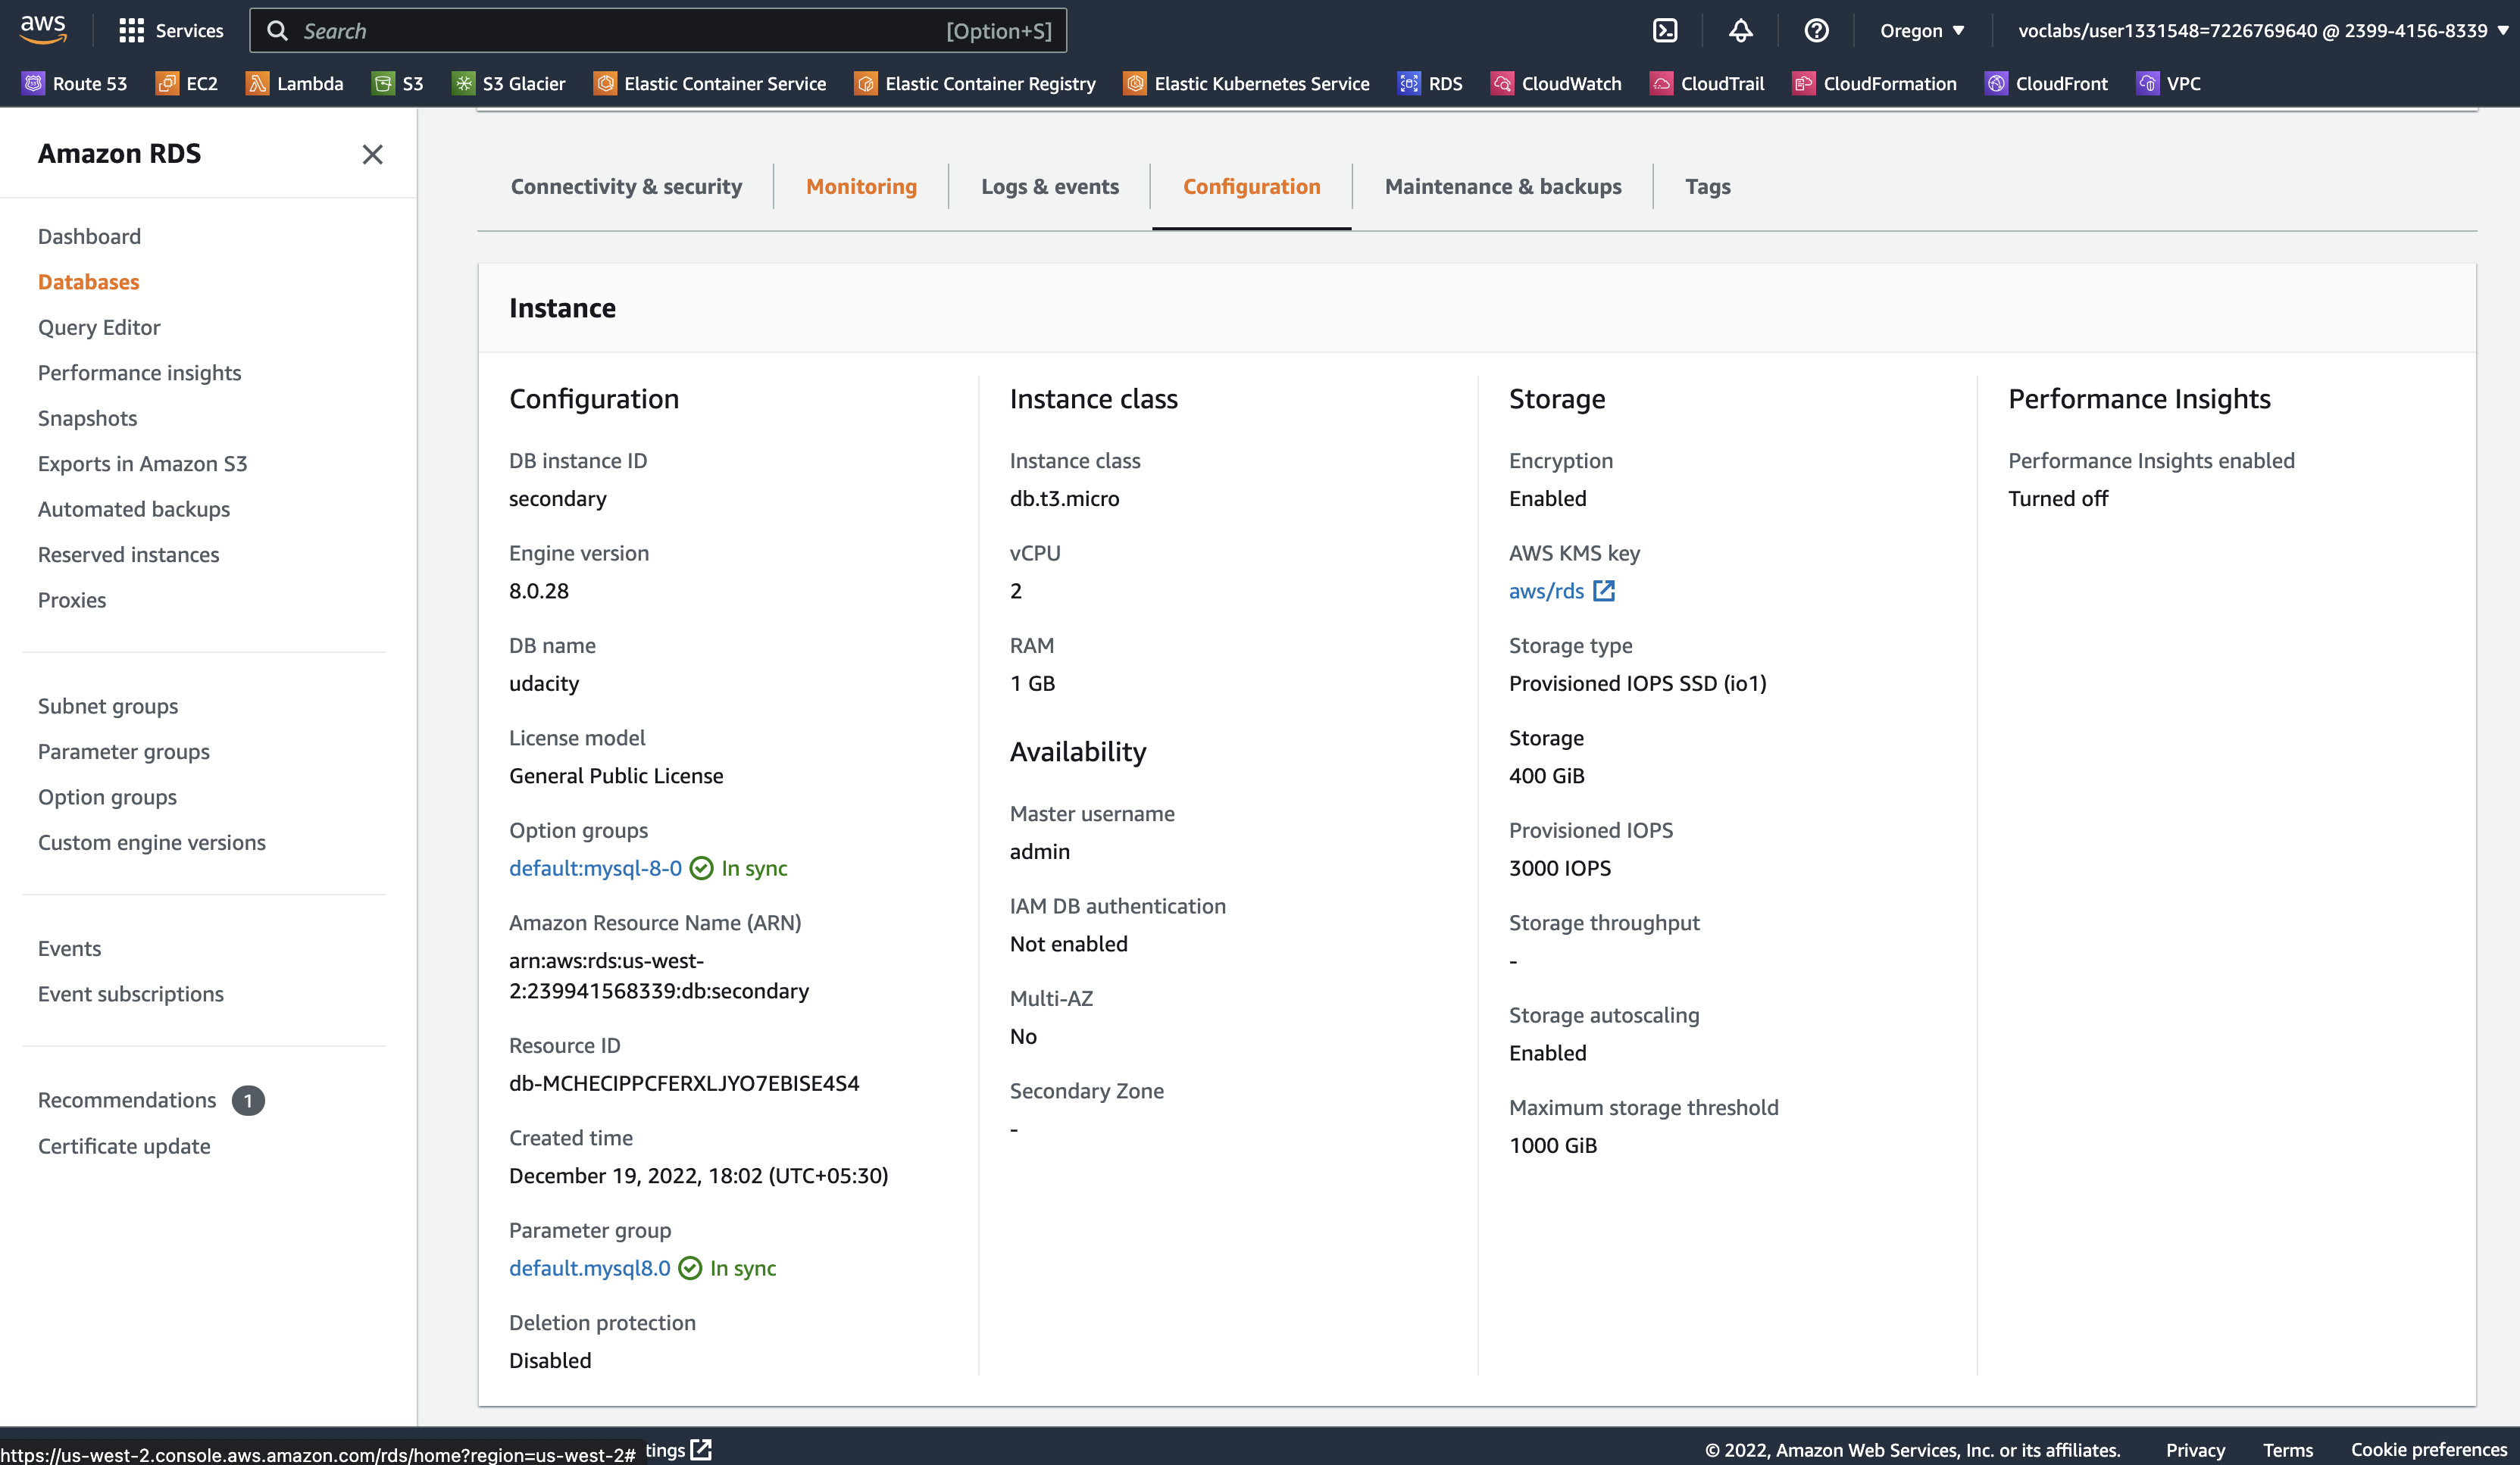 aws
Services
Search [Option+S]
Oregon ▼
voclabs/user1331548=7226769640 @ 2399-4156-8339 ▼
Route 53 EC2 Lambda S3 S3 Glacier Elastic Container Service Elastic Container Registry Elastic Kubernetes Service RDS CloudWatch CloudTrail CloudFormation CloudFront VPC
Amazon RDS
Dashboard
Databases
Query Editor
Performance insights
Snapshots
Exports in Amazon S3
Automated backups
Reserved instances
Proxies
Subnet groups
Parameter groups
Option groups
Custom engine versions
Events
Event subscriptions
Recommendations 1
Certificate update
Connectivity & security Monitoring Logs & events Configuration Maintenance & backups Tags
Instance
Configuration
DB instance ID
secondary
Engine version
8.0.28
DB name
udacity
License model
General Public License
Option groups
default:mysql-8-0 In sync
Amazon Resource Name (ARN)
arn:aws:rds:us-west-
2:239941568339:db:secondary
Resource ID
db-MCHECIPPCFERXLJYO7EBISE4S4
Created time
December 19, 2022, 18:02 (UTC+05:30)
Parameter group
default.mysql8.0 In sync
Deletion protection
Disabled
Instance class
Instance class
db.t3.micro
vCPU
2
RAM
1 GB
Availability
Master username
admin
IAM DB authentication
Not enabled
Multi-AZ
No
Secondary Zone
-
Storage
Encryption
Enabled
AWS KMS key
aws/rds
Storage type
Provisioned IOPS SSD (io1)
Storage
400 GiB
Provisioned IOPS
3000 IOPS
Storage throughput
-
Storage autoscaling
Enabled
Maximum storage threshold
1000 GiB
Performance Insights
Performance Insights enabled
Turned off
https://us-west-2.console.aws.amazon.com/rds/home?region=us-west-2# tings
© 2022, Amazon Web Services, Inc. or its affiliates. Privacy Terms Cookie preferences